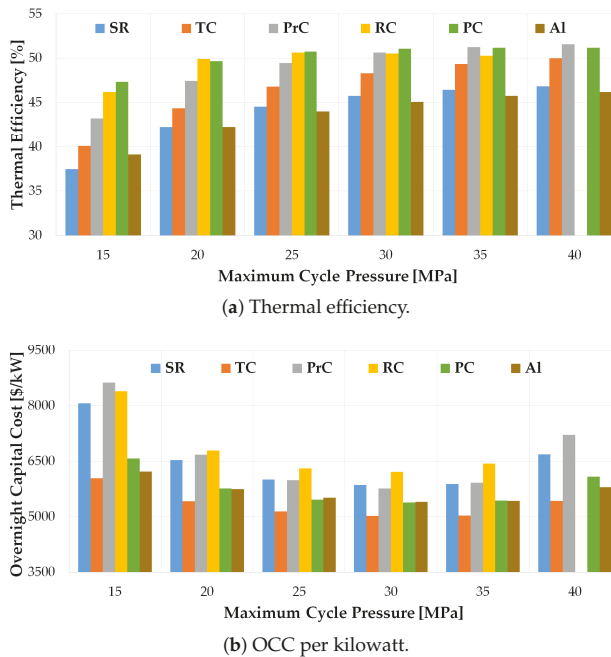 Thermal Efficiency [%]
55
50
45
40
35
30
SR TC PrC RC PC Al
15 20 25 30 35 40
Maximum Cycle Pressure [MPa]
(a) Thermal efficiency.
Overnight Capital Cost [$/kW]
9500
8000
6500
5000
3500
SR TC PrC RC PC Al
15 20 25 30 35 40
Maximum Cycle Pressure [MPa]
(b) OCC per kilowatt.